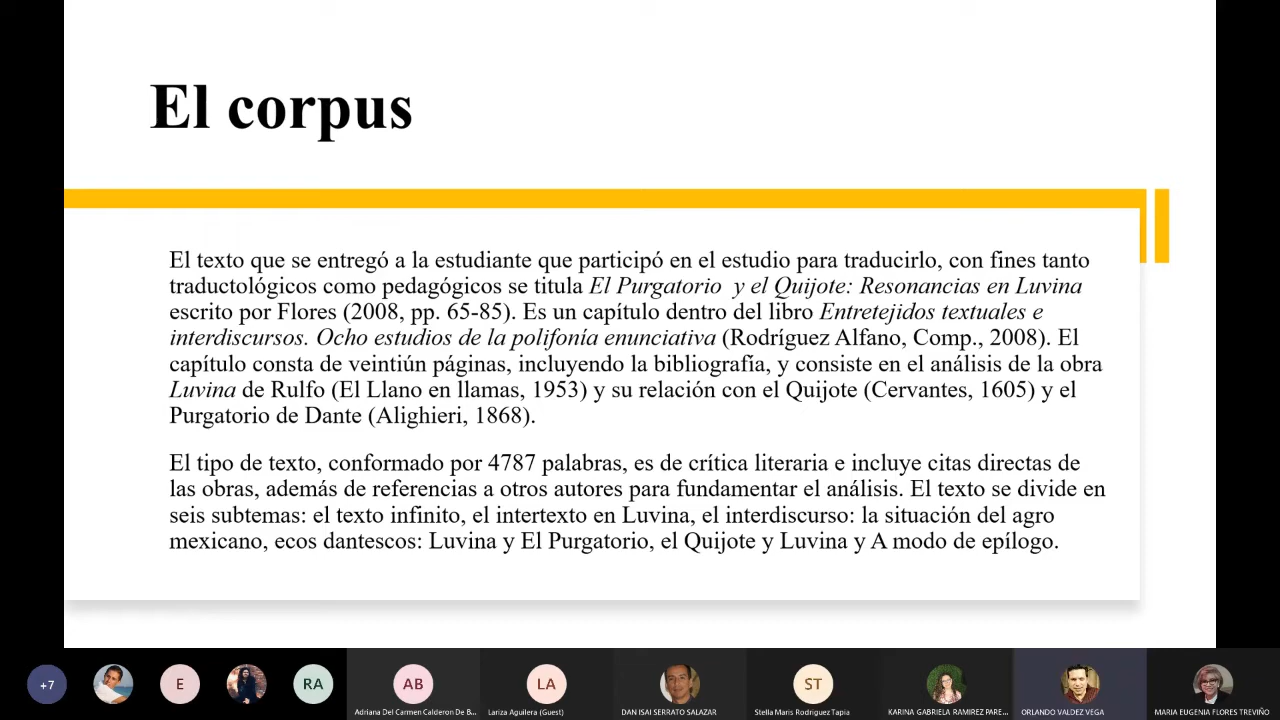 El corpus
El texto que se entregó a la estudiante que participó en el estudio para traducirlo, con fines tanto
traductológicos como pedagógicos se titula El Purgatorio y el Quijote: Resonancias en Luvina
escrito por Flores (2008, pp. 65-85). Es un capítulo dentro del libro Entretejidos textuales e
interdiscursos. Ocho estudios de la polifonía enunciativa (Rodríguez Alfano, Comp., 2008). El
capítulo consta de veintiún páginas, incluyendo la bibliografía, y consiste en el análisis de la obra
Luvina de Rulfo (El Llano en llamas, 1953) y su relación con el Quijote (Cervantes, 1605) y el
Purgatorio de Dante (Alighieri, 1868).
El tipo de texto, conformado por 4787 palabras, es de crítica literaria e incluye citas directas de
las obras, además de referencias a otros autores para fundamentar el análisis. El texto se divide en
seis subtemas: el texto infinito, el intertexto en Luvina, el interdiscurso: la situación del agro
mexicano, ecos dantescos: Luvina y El Purgatorio, el Quijote y Luvina y A modo de epílogo.
+7 E RA AB LA ST
Adriana Del Carmen Calderon De B... Lariza Aguilera (Guest) DAN ISAI SERRATO SALAZAR Stella Maris Rodriguez Tapia KARINA GABRIELA RAMIREZ PARE... ORLANDO VALDEZ VEGA MARIA EUGENIA FLORES TREVIÑO